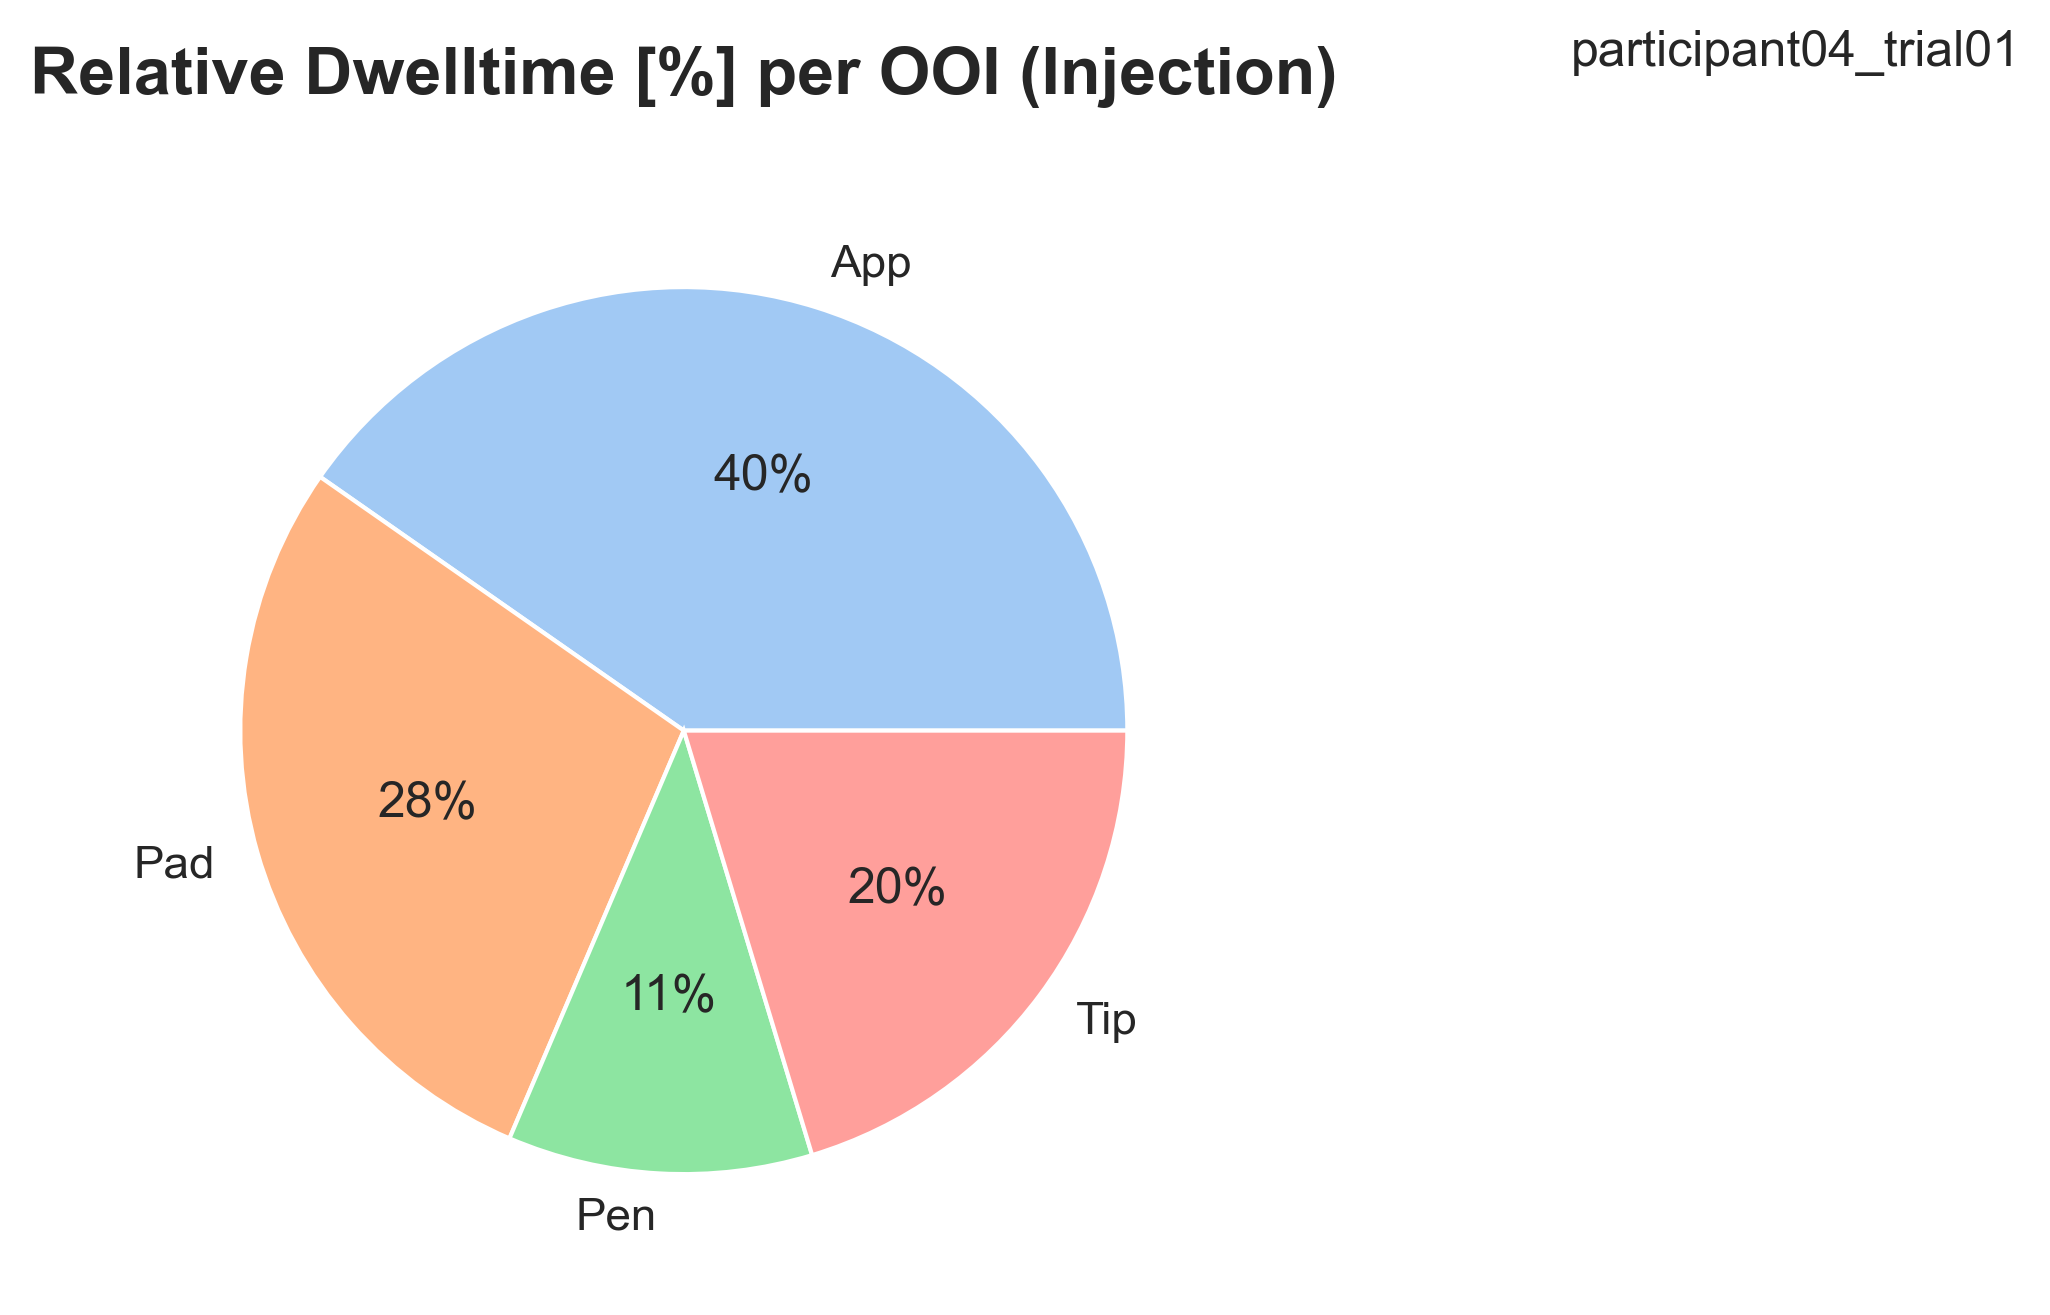 Relative Dwelltime [%] per OOI (Injection)
participant04_trial01
App
40%
28%
Pad
20%
11%
Tip
Pen